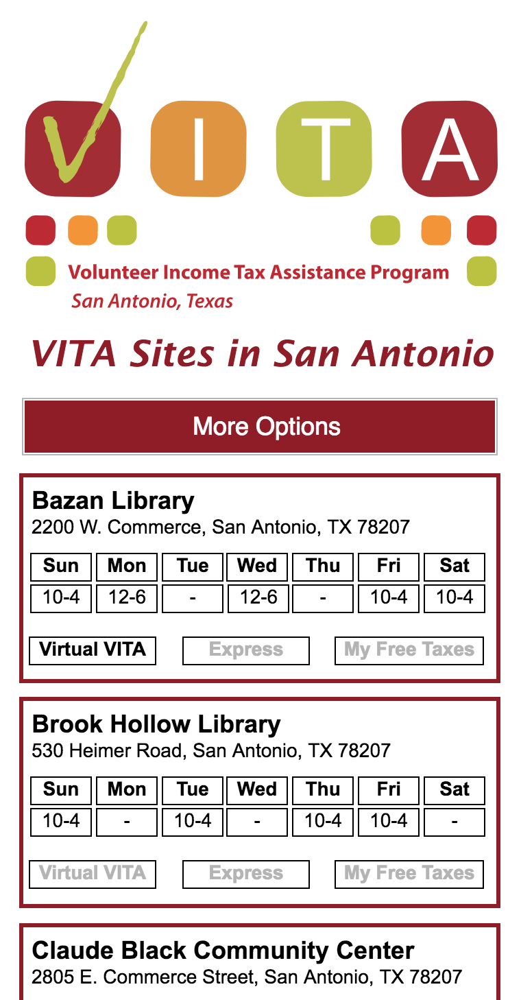 VITA
Volunteer Income Tax Assistance Program
San Antonio, Texas
VITA Sites in San Antonio
More Options
Bazan Library
2200 W. Commerce, San Antonio, TX 78207
Sun Mon Tue Wed Thu Fri Sat
10-4 12-6 - 12-6 - 10-4 10-4
Virtual VITA Express My Free Taxes
Brook Hollow Library
530 Heimer Road, San Antonio, TX 78207
Sun Mon Tue Wed Thu Fri Sat
10-4 - 10-4 - 10-4 10-4 -
Virtual VITA Express My Free Taxes
Claude Black Community Center
2805 E. Commerce Street, San Antonio, TX 78207